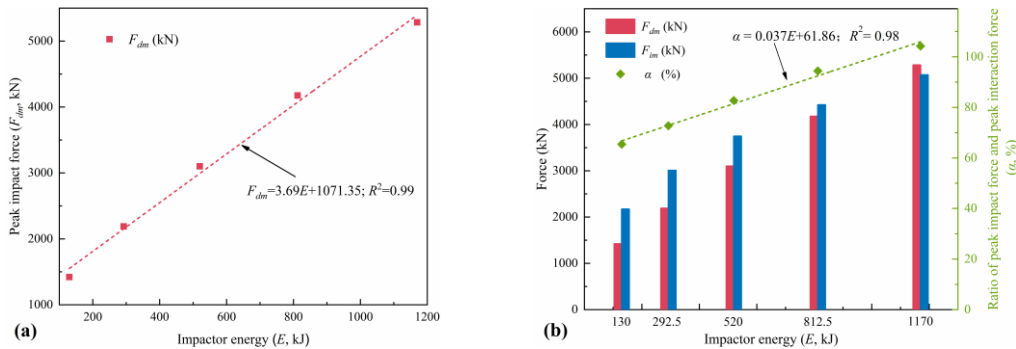 5000
4000
3000
2000
1000
Peak impact force (F_dm, kN)
F_dm (kN)
F_dm=3.69E+1071.35; R²=0.99
200 400 600 800 1000 1200
Impactor energy (E, kJ)
(a)
6000
5000
4000
3000
2000
1000
0
Force (kN)
F_dm (kN)
F_im (kN)
α (%)
α = 0.037E+61.86; R²= 0.98
130 292.5 520 812.5 1170
Impactor energy (E, kJ)
100
80
60
40
20
0
Ratio of peak impact force and peak interaction force
(α, %)
(b)